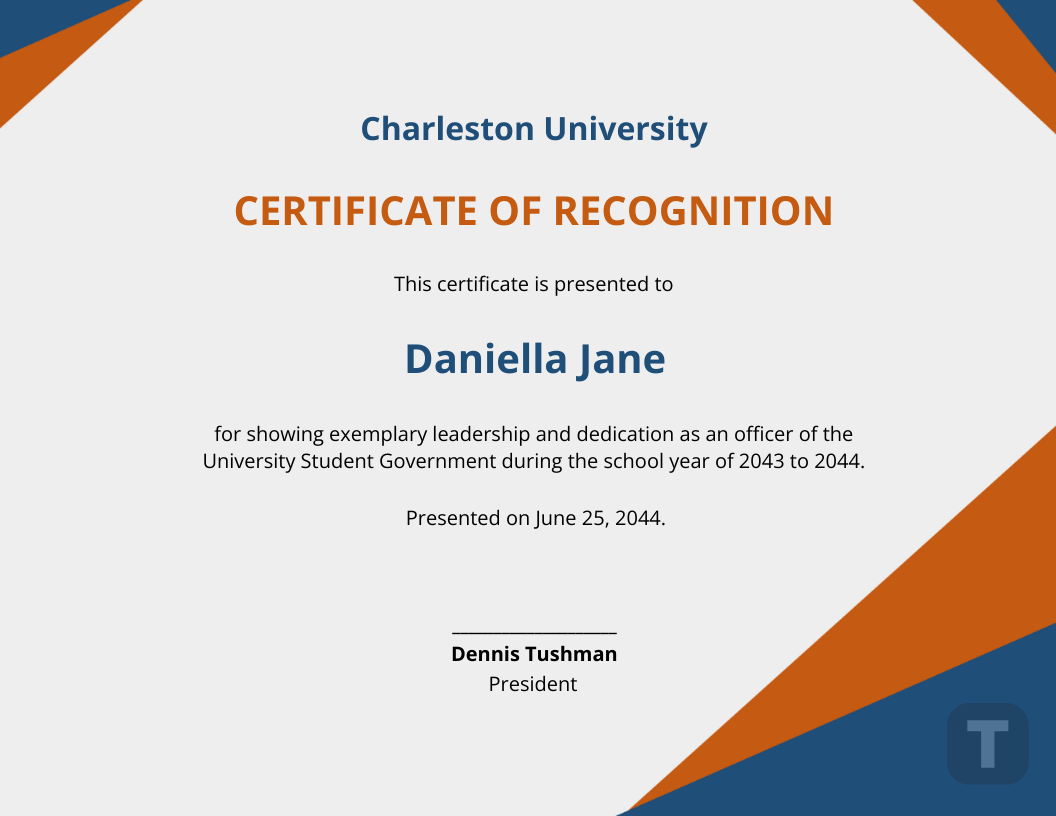 Charleston University
CERTIFICATE OF RECOGNITION
This certificate is presented to
Daniella Jane
for showing exemplary leadership and dedication as an officer of the
University Student Government during the school year of 2043 to 2044.
Presented on June 25, 2044.
Dennis Tushman
President
T